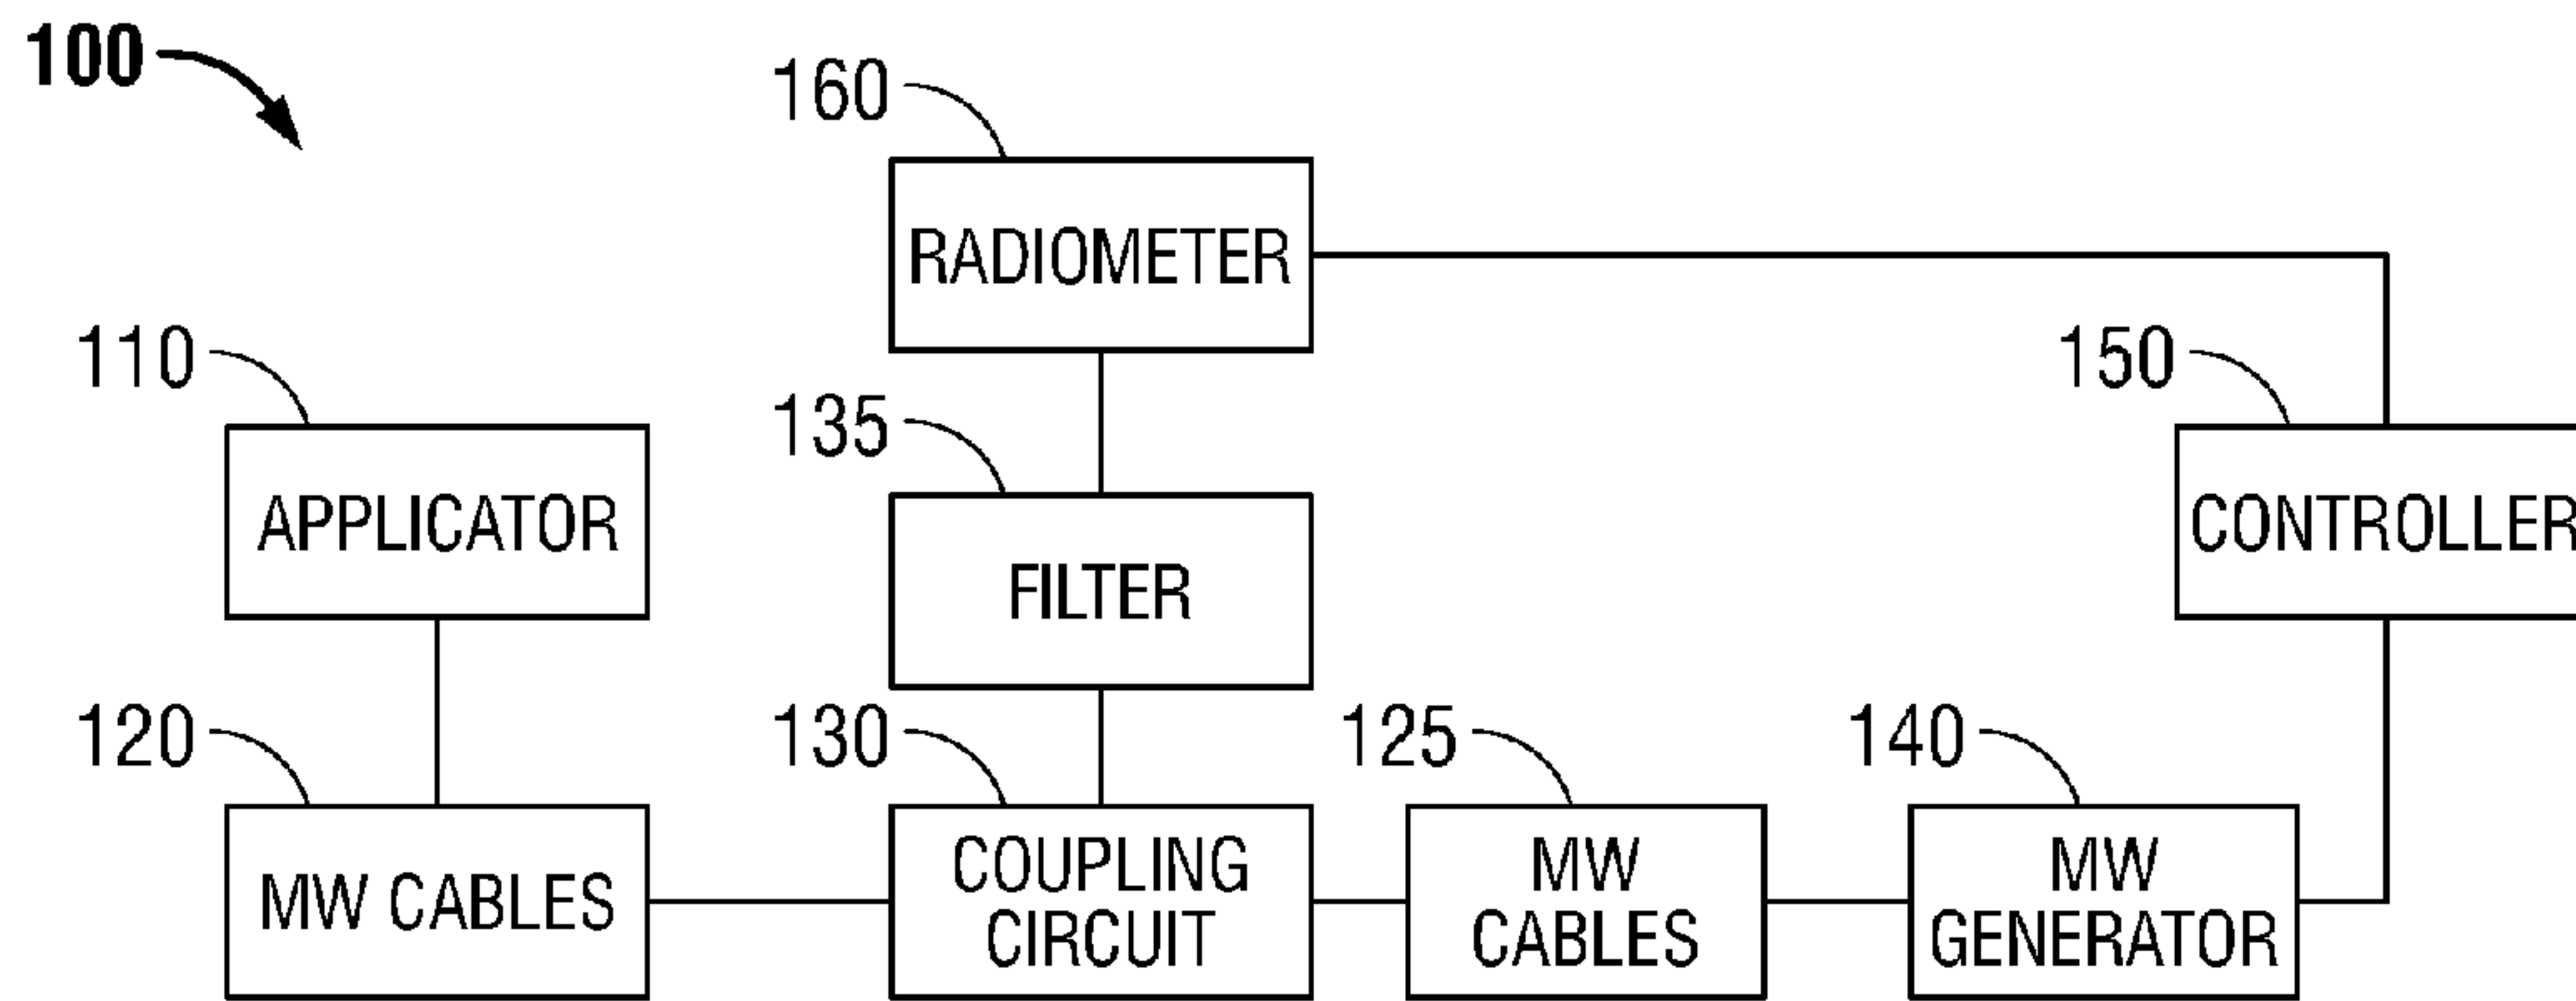 100
160
RADIOMETER
110
135
150
APPLICATOR
FILTER
CONTROLLER
120
130
125
140
MW CABLES
COUPLING
CIRCUIT
MW
CABLES
MW
GENERATOR